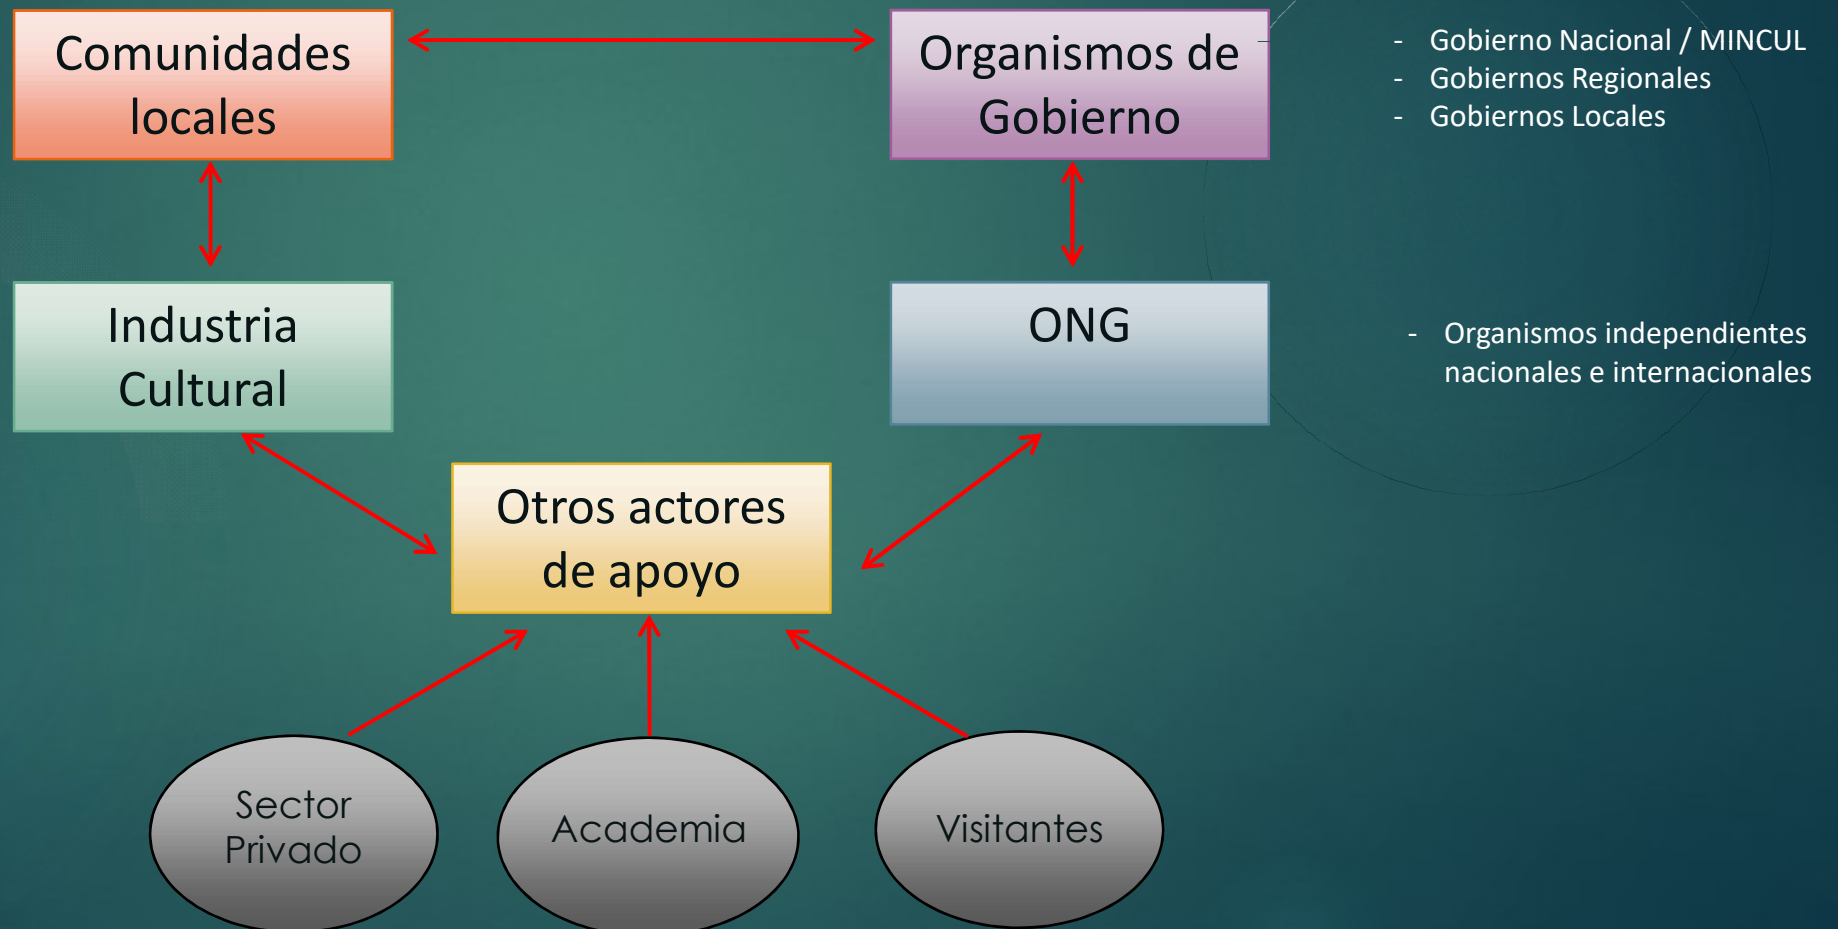 Comunidades
locales
Organismos de
Gobierno
- Gobierno Nacional / MINCUL
- Gobiernos Regionales
- Gobiernos Locales
Industria
Cultural
ONG
- Organismos independientes
nacionales e internacionales
Otros actores
de apoyo
Sector
Privado
Academia
Visitantes